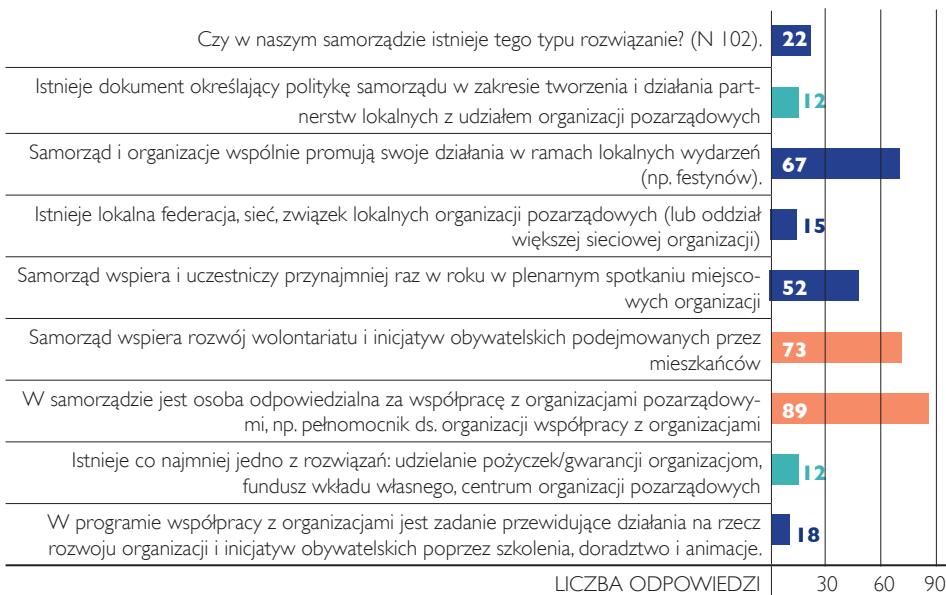 Czy w naszym samorządzie istnieje tego typu rozwiązanie? (N 102).
22
Istnieje dokument określający politykę samorządu w zakresie tworzenia i działania part-
nerstw lokalnych z udziałem organizacji pozarządowych
12
Samorząd i organizacje wspólnie promują swoje działania w ramach lokalnych wydarzeń
(np. festynów).
67
Istnieje lokalna federacja, sieć, związek lokalnych organizacji pozarządowych (lub oddział
większej sieciowej organizacji)
15
Samorząd wspiera i uczestniczy przynajmniej raz w roku w plenarnym spotkaniu miejsco-
wych organizacji
52
Samorząd wspiera rozwój wolontariatu i inicjatyw obywatelskich podejmowanych przez
mieszkańców
73
W samorządzie jest osoba odpowiedzialna za współpracę z organizacjami pozarządowy-
mi, np. pełnomocnik ds. organizacji współpracy z organizacjami
89
Istnieje co najmniej jedno z rozwiązań: udzielanie pożyczek/gwarancji organizacjom,
fundusz wkładu własnego, centrum organizacji pozarządowych
12
W programie współpracy z organizacjami jest zadanie przewidujące działania na rzecz
rozwoju organizacji i inicjatyw obywatelskich poprzez szkolenia, doradztwo i animacje.
18
LICZBA ODPOWIEDZI 30 60 90